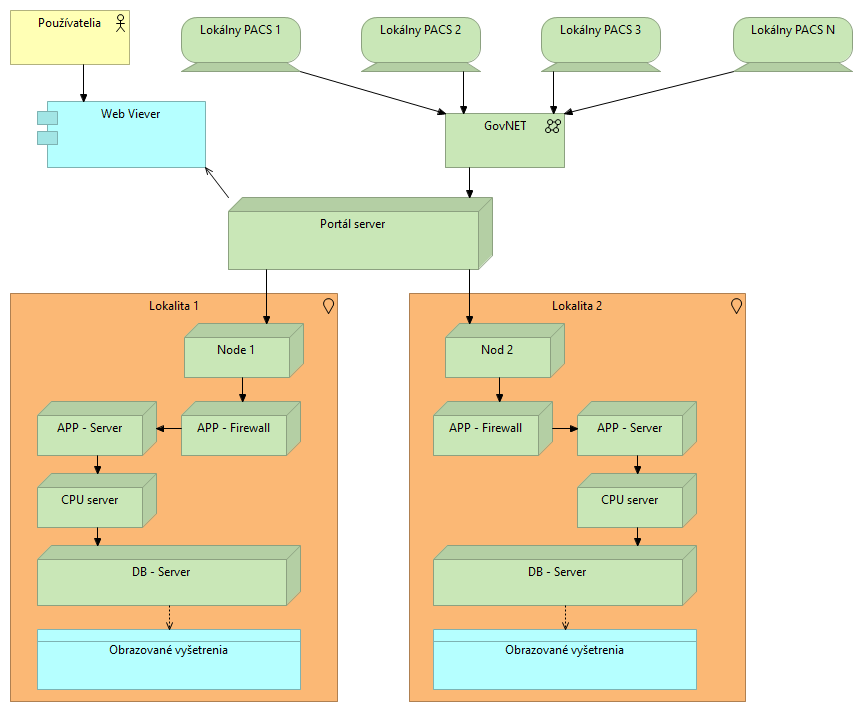 Používatelia
Lokálny PACS 1
Lokálny PACS 2
Lokálny PACS 3
Lokálny PACS N
Web Viever
GovNET
Portál server
Lokalita 1
Lokalita 2
Node 1
Nod 2
APP - Server
APP - Firewall
APP - Firewall
APP - Server
CPU server
CPU server
DB - Server
DB - Server
Obrazované vyšetrenia
Obrazované vyšetrenia